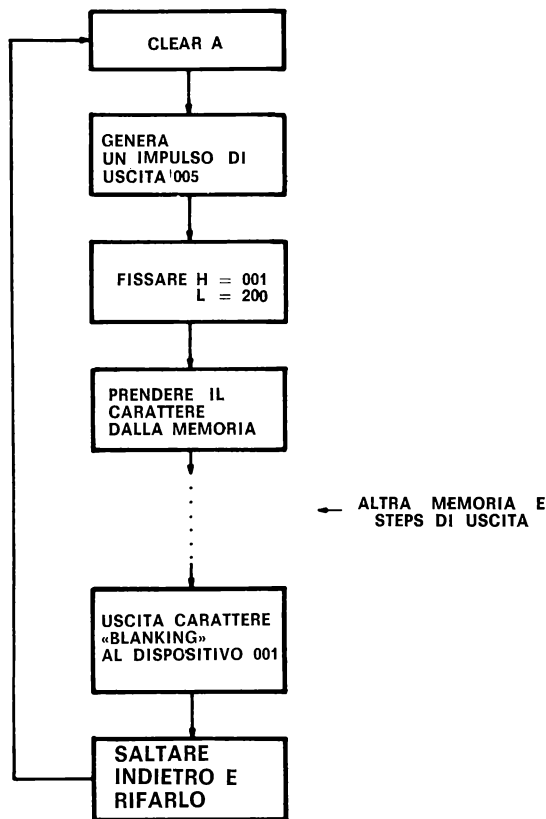 CLEAR A
GENERA
UN IMPULSO DI
USCITA 005
FISSARE H = 001
L = 200
PRENDERE IL
CARATTERE
DALLA MEMORIA
ALTRA MEMORIA E
STEPS DI USCITA
USCITA CARATTERE
«BLANKING»
AL DISPOSITIVO 001
SALTARE
INDIETRO E
RIFARLO